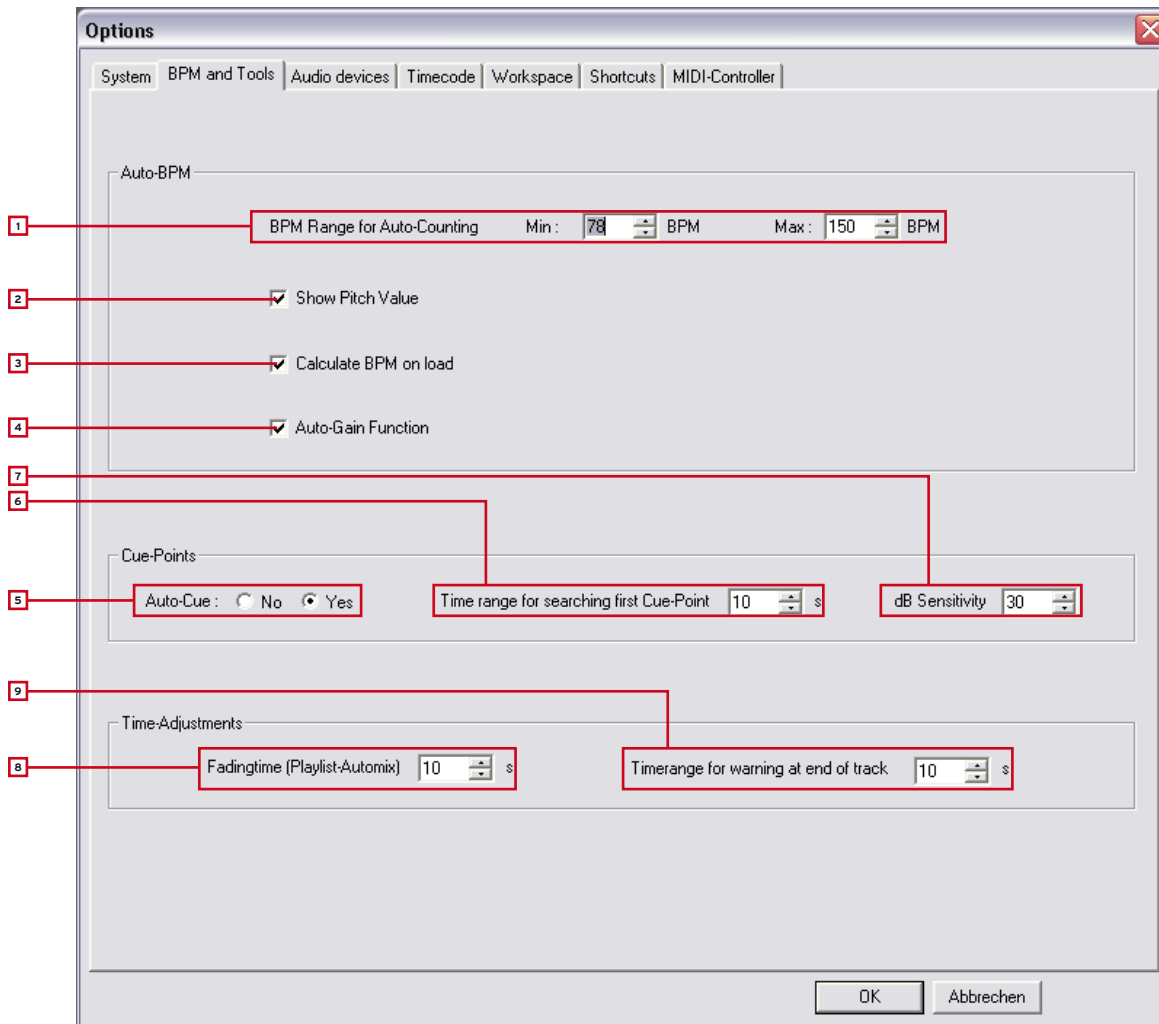 Options
System BPM and Tools Audio devices Timecode Workspace Shortcuts MIDI-Controller
Auto-BPM
1 BPM Range for Auto-Counting Min : 78 BPM Max : 150 BPM
2 Show Pitch Value
3 Calculate BPM on load
4 Auto-Gain Function
7
6
Cue-Points
5 Auto-Cue : No Yes Time range for searching first Cue-Point 10 s dB Sensitivity 30
9
Time-Adjustments
8 Fadingtime (Playlist-Automix) 10 s Timerange for warning at end of track 10 s
OK Abbrechen